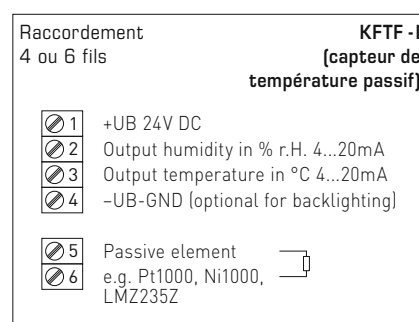 Raccordement KFTF - I
4 ou 6 fils (capteur de
température passif)
1 +UB 24V DC
2 Output humidity in % r.H. 4...20mA
3 Output temperature in °C 4...20mA
4 –UB-GND (optional for backlighting)
5 Passive element
6 e.g. Pt1000, Ni1000,
LMZ235Z